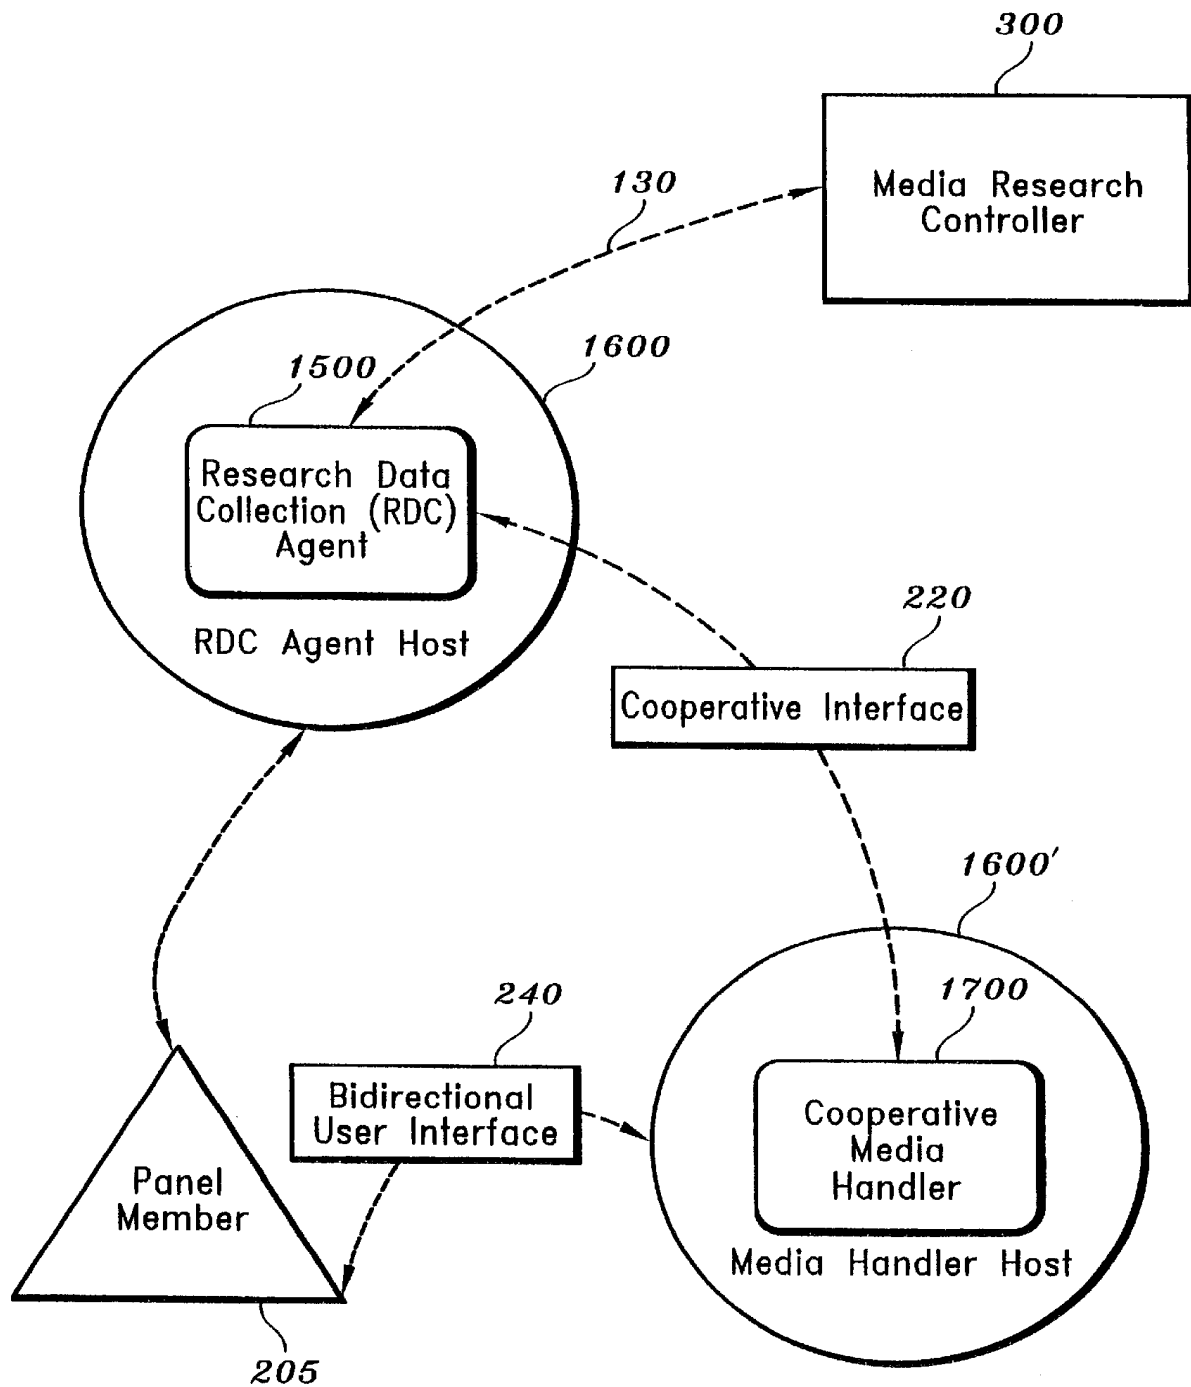 300
Media Research
Controller
130
1600
1500
Research Data
Collection (RDC)
Agent
RDC Agent Host
220
Cooperative Interface
1600'
1700
Cooperative
Media
Handler
Media Handler Host
240
Bidirectional
User Interface
Panel
Member
205